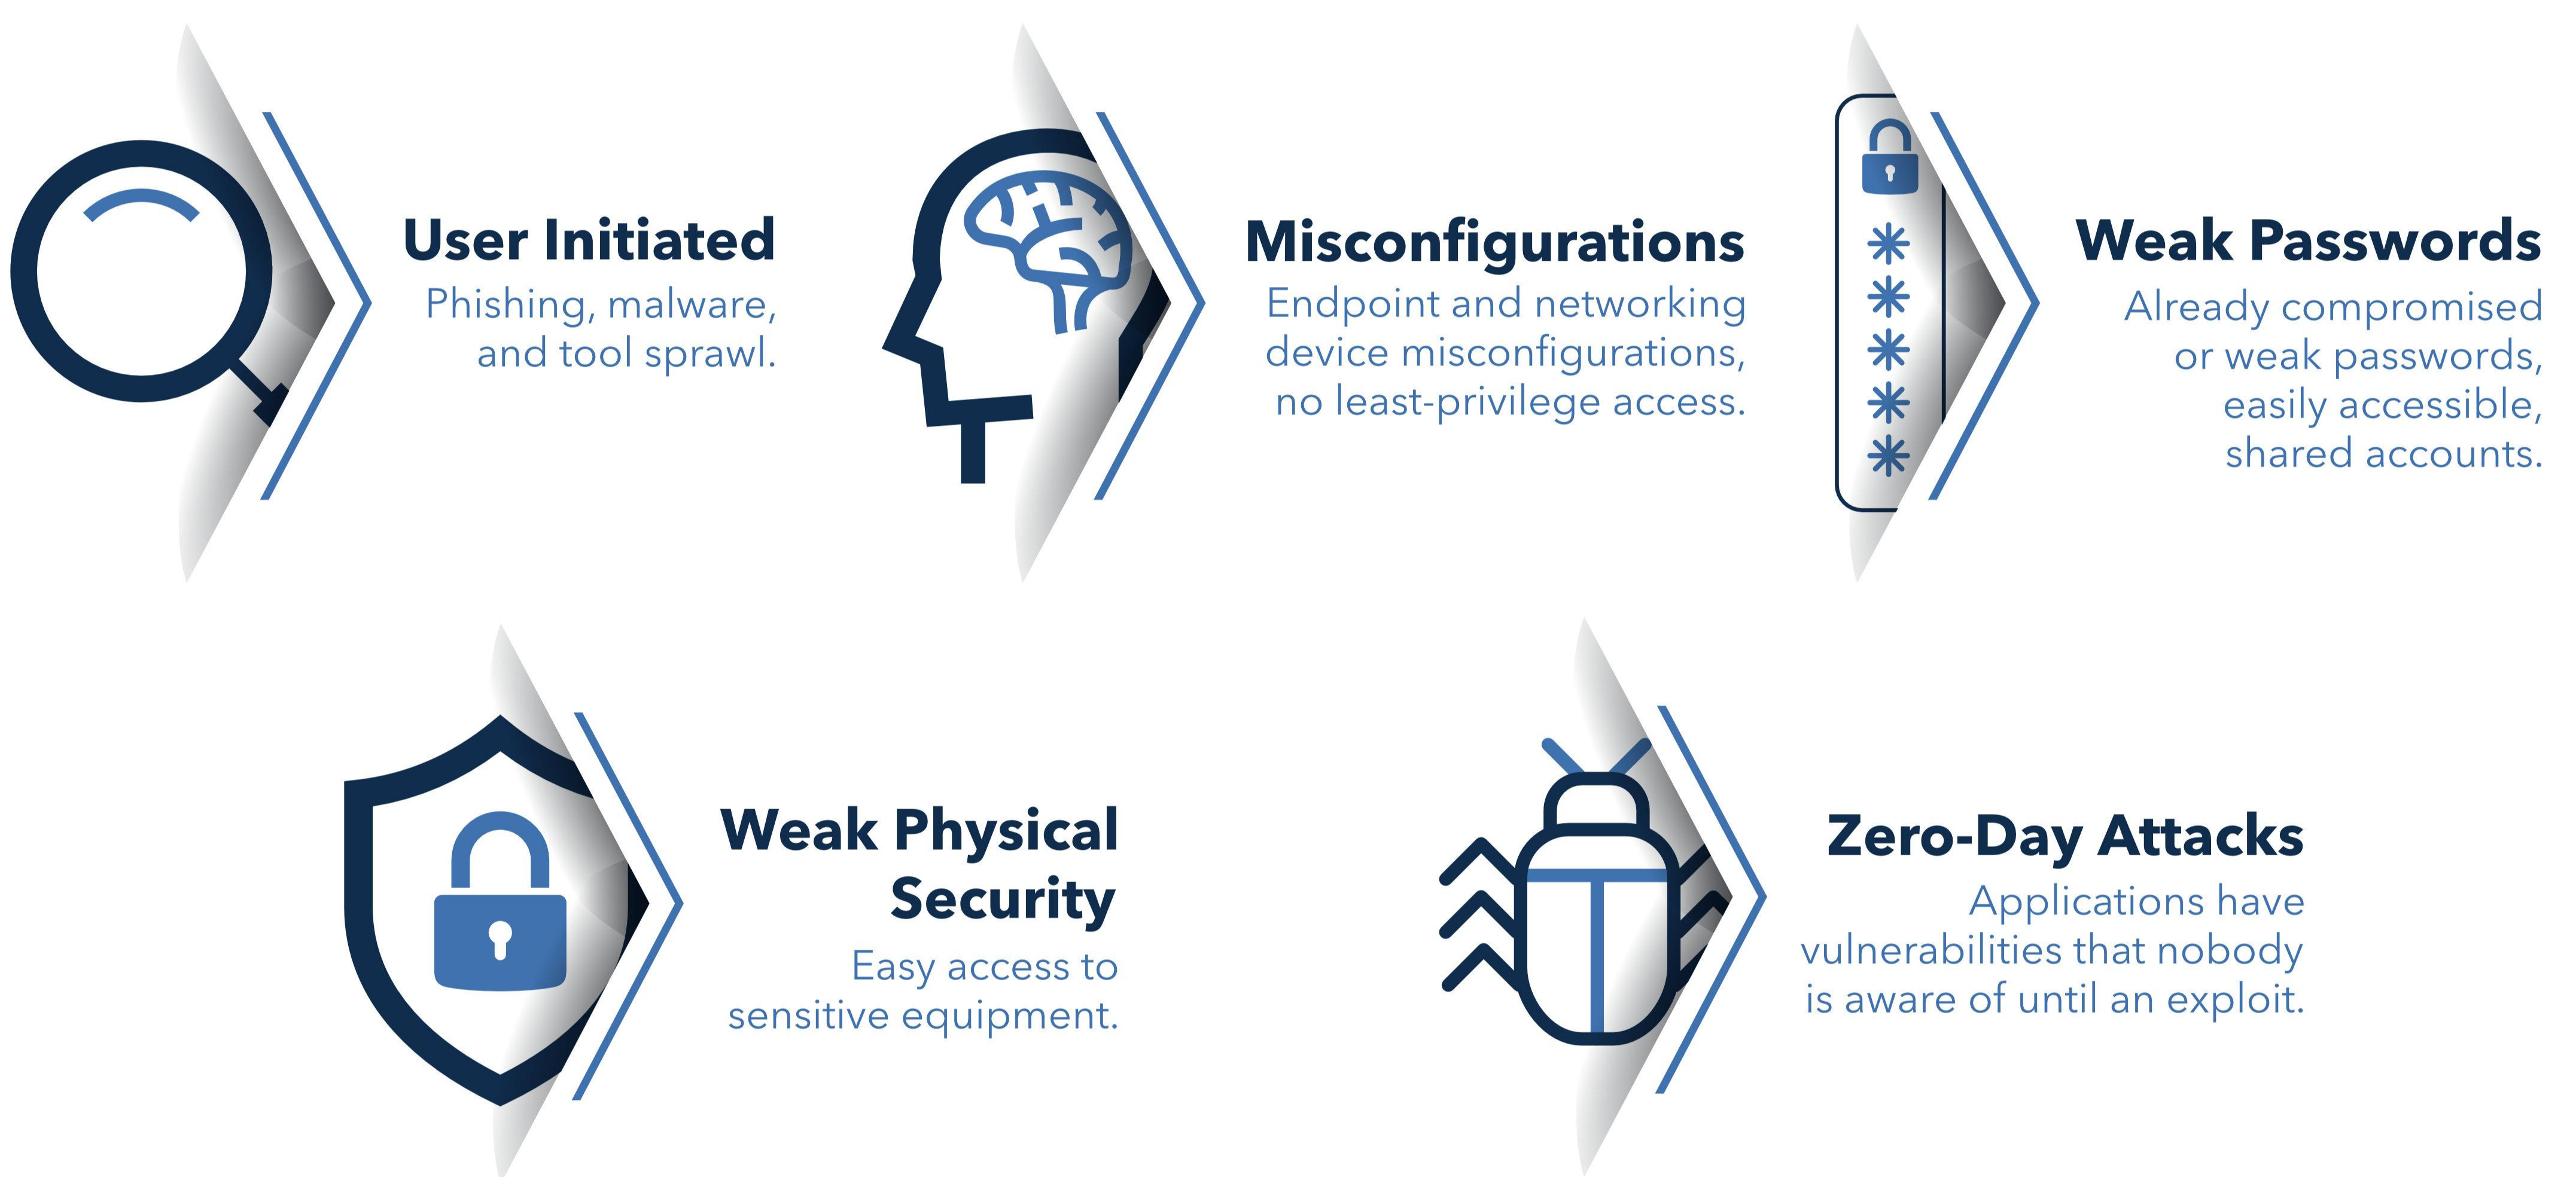 User Initiated
Phishing, malware,
and tool sprawl.
Misconfigurations
Endpoint and networking
device misconfigurations,
no least-privilege access.
Weak Passwords
Already compromised
or weak passwords,
easily accessible,
shared accounts.
Weak Physical
Security
Easy access to
sensitive equipment.
Zero-Day Attacks
Applications have
vulnerabilities that nobody
is aware of until an exploit.